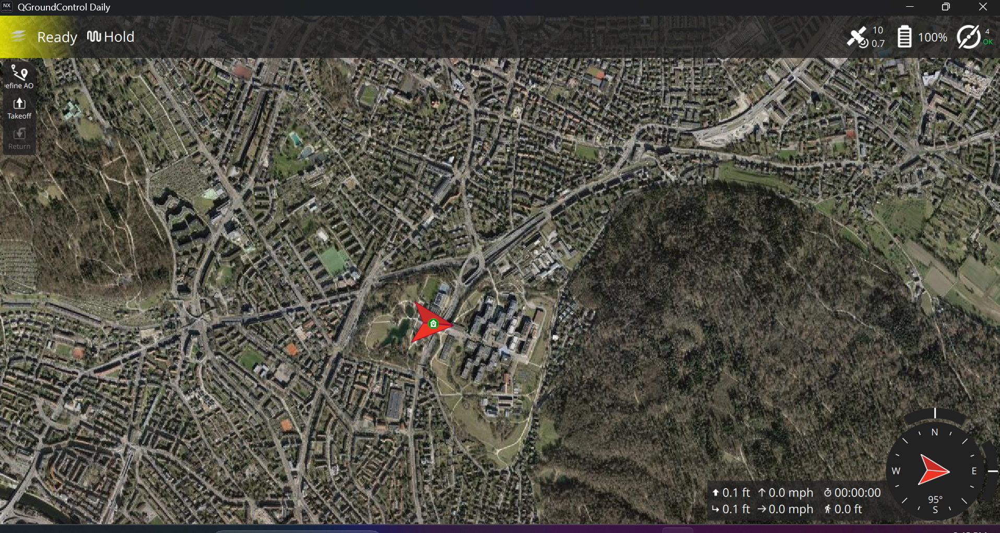 NX
QGroundControl Daily
Ready Hold
10
0.7
100%
4
OK
efine AO
Takeoff
Return
N
W E
95°
S
0.1 ft 0.0 mph 00:00:00
0.1 ft 0.0 mph 0.0 ft